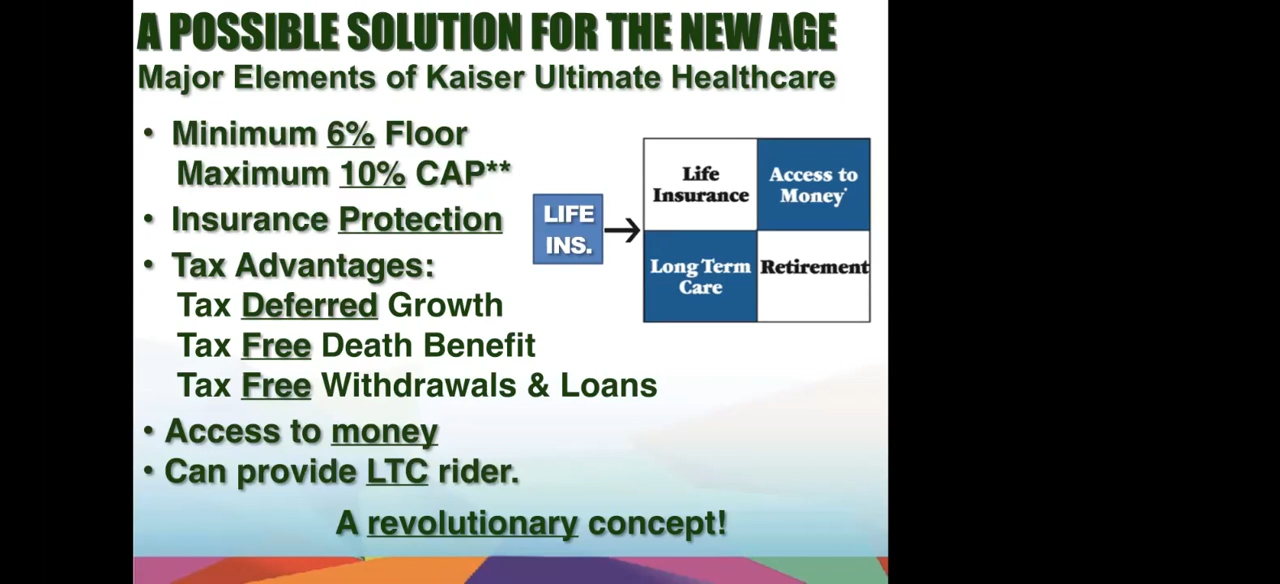 A POSSIBLE SOLUTION FOR THE NEW AGE
Major Elements of Kaiser Ultimate Healthcare
• Minimum 6% Floor
Maximum 10% CAP**
• Insurance Protection
• Tax Advantages:
Tax Deferred Growth
Tax Free Death Benefit
Tax Free Withdrawals & Loans
• Access to money
• Can provide LTC rider.
A revolutionary concept!
LIFE
INS.
Life
Insurance
Access to
Money*
Long Term
Care
Retirement